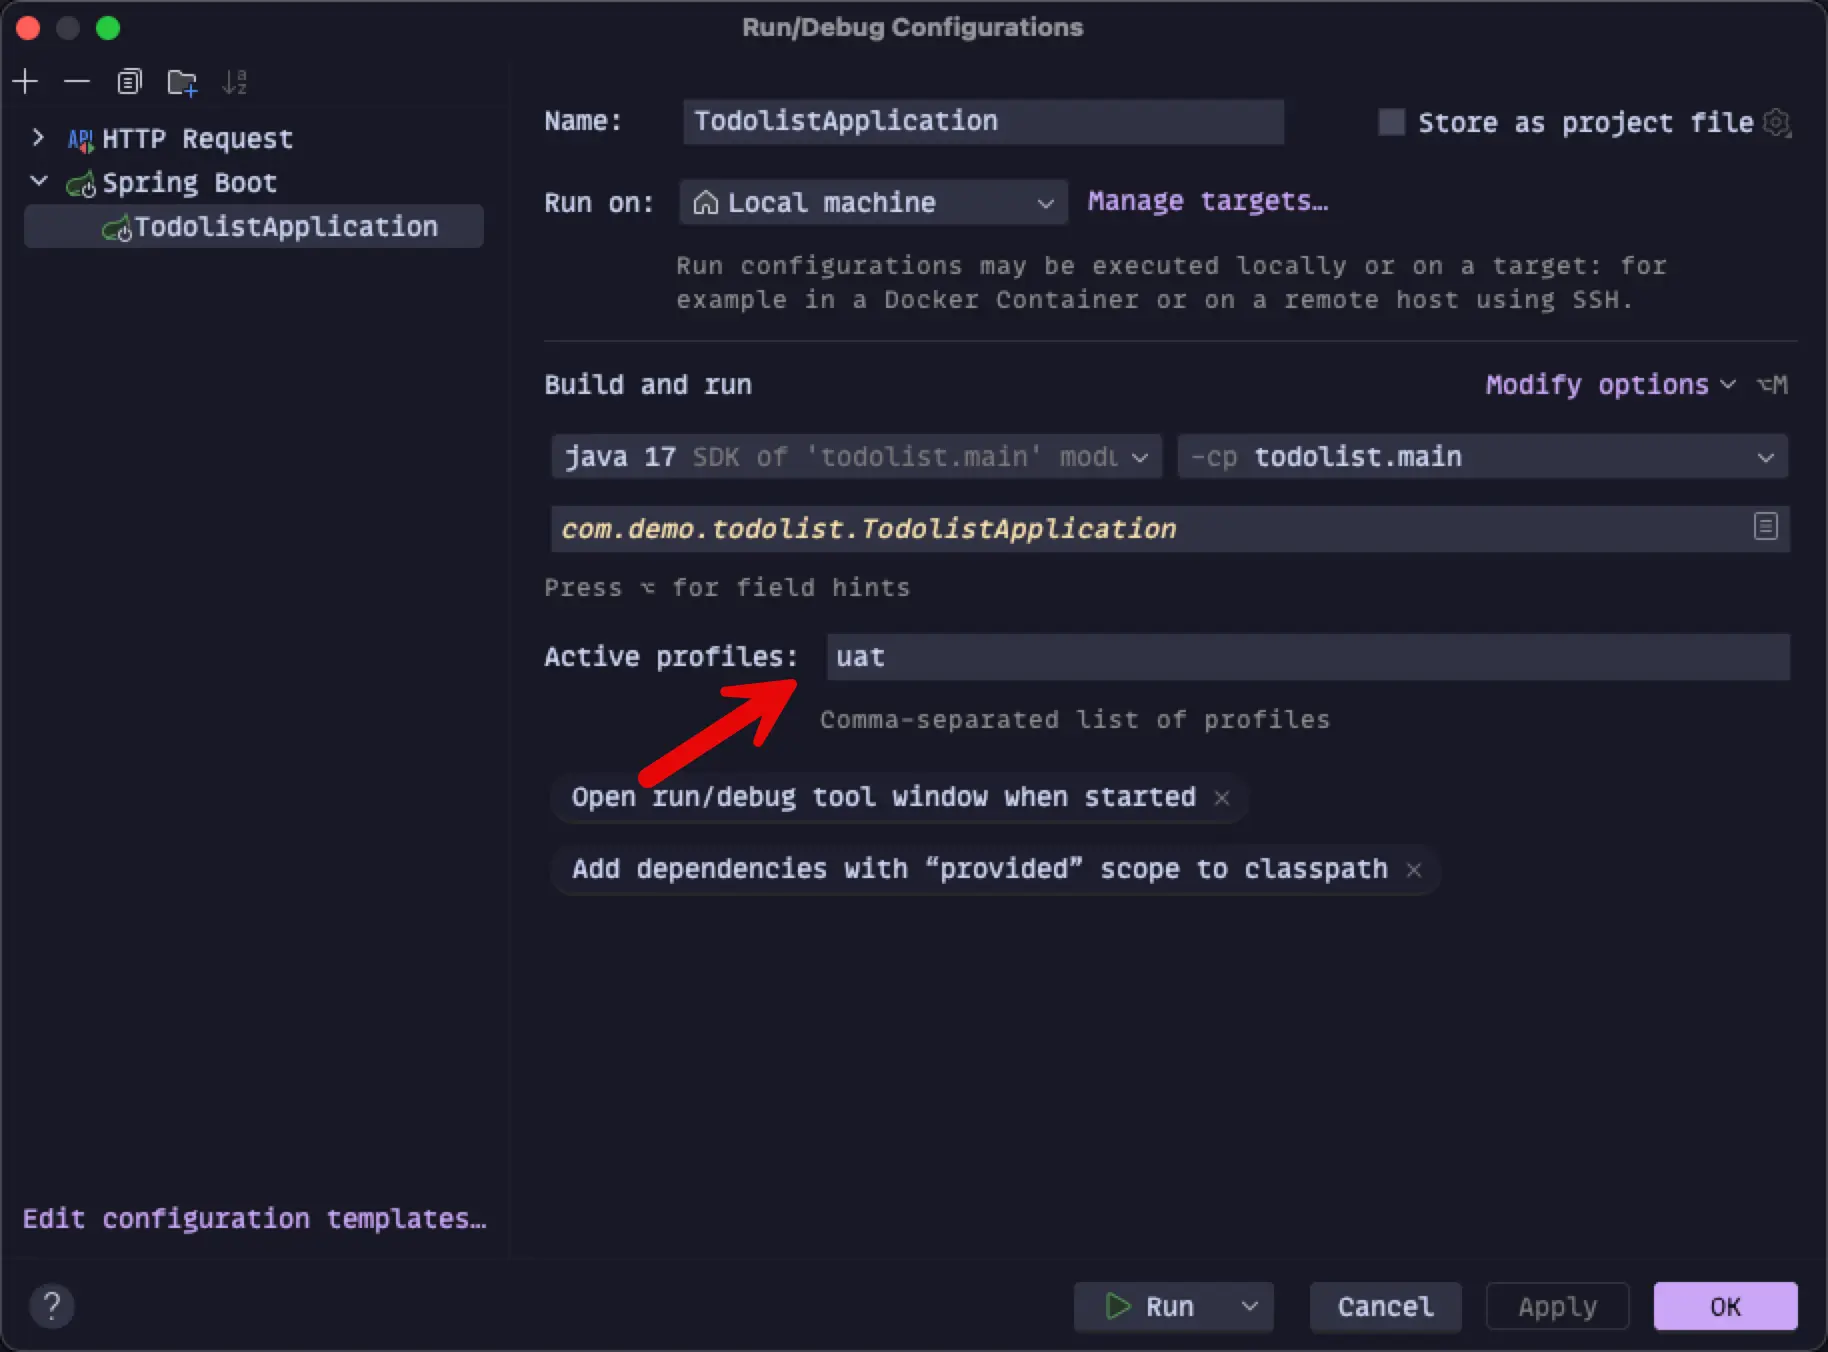 Run/Debug Configurations
HTTP Request
Spring Boot
TodolistApplication
Edit configuration templates…
Name: TodolistApplication
Store as project file
Run on: Local machine Manage targets…
Run configurations may be executed locally or on a target: for
example in a Docker Container or on a remote host using SSH.
Build and run
Modify options ⌥M
java 17 SDK of 'todolist.main' modu
-cp todolist.main
com.demo.todolist.TodolistApplication
Press ⌥ for field hints
Active profiles: uat
Comma-separated list of profiles
Open run/debug tool window when started ×
Add dependencies with “provided” scope to classpath ×
? Run Cancel Apply OK